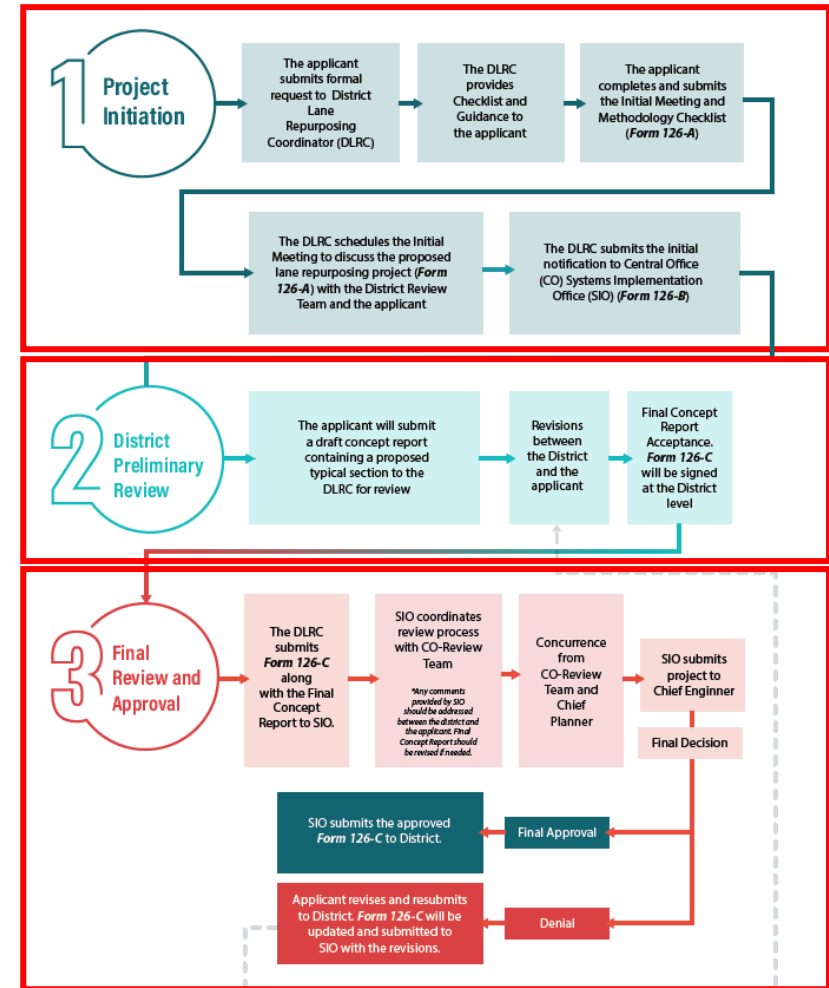 1
Project
Initiation
The applicant
submits formal
request to District
Lane
Repurposing
Coordinator (DLRC)
The DLRC
provides
Checklist and
Guidance to
the applicant
The applicant
completes and submits
the Initial Meeting and
Methodology Checklist
(Form 126-A)
The DLRC schedules the Initial
Meeting to discuss the proposed
lane repurposing project (Form
126-A) with the District Review
Team and the applicant
The DLRC submits the initial
notification to Central Office
(CO) Systems Implementation
Office (SIO) (Form 126-B)
2
District
Preliminary
Review
The applicant will submit
a draft concept report
containing a proposed
typical section to the
DLRC for review
Revisions
between
the District
and the
applicant
Final Concept
Report
Acceptance.
Form 126-C
will be signed
at the District
level
3
Final
Review and
Approval
The DLRC
submits
Form 126-C
along
with the Final
Concept
Report to SIO.
SIO coordinates
review process
with CO-Review
Team
*Any comments
provided by SIO
should be addressed
between the district and
the applicant. Final
Concept Report should
be revised if needed.
Concurrence
from
CO-Review
Team and
Chief
Planner
SIO submits
project to
Chief Enginner
Final Decision
SIO submits the approved
Form 126-C to District.
Final Approval
Applicant revises and resubmits
to District. Form 126-C will be
updated and submitted to
SIO with the revisions.
Denial